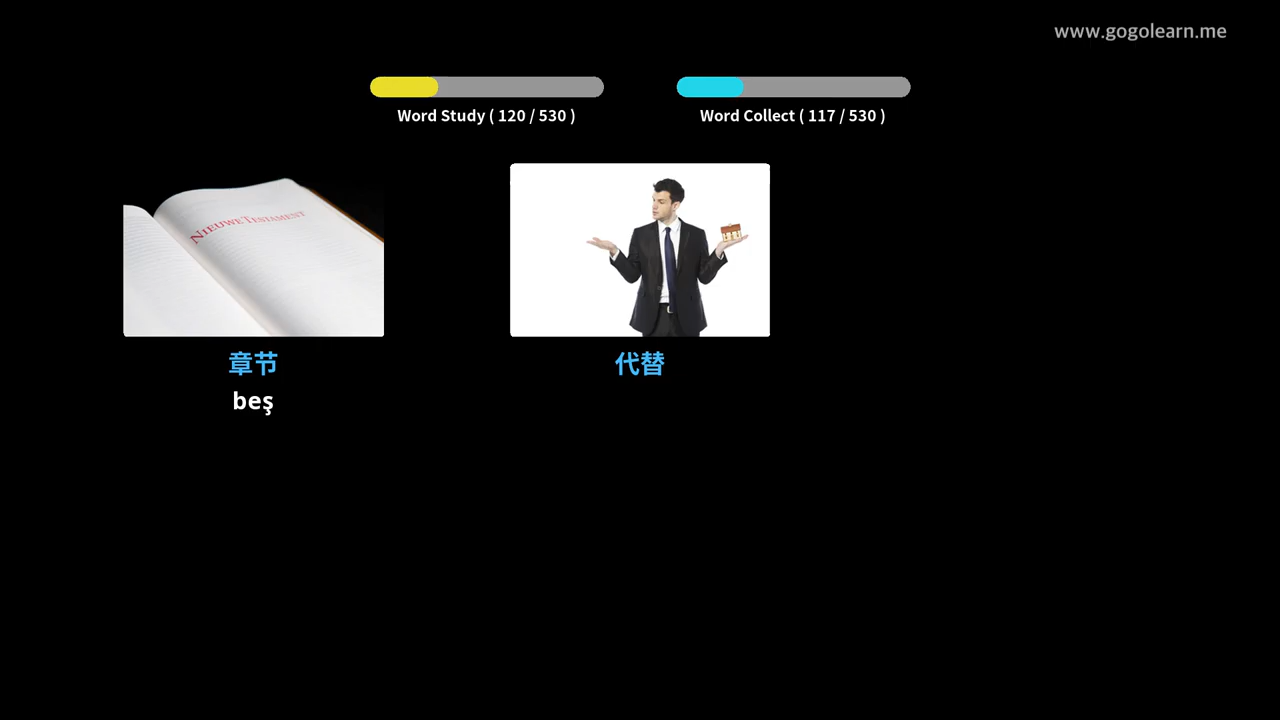 www.gogolearn.me
Word Study ( 120 / 530 )
Word Collect ( 117 / 530 )
NIEUWE TESTAMENT
章节
代替
beş